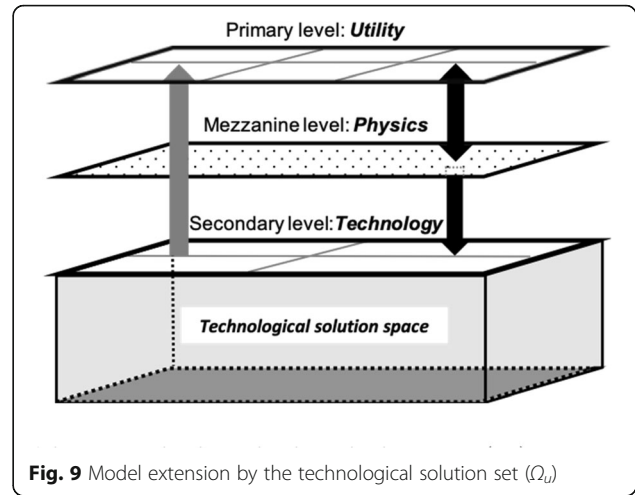 Primary level: Utility
Mezzanine level: Physics
Secondary level: Technology
Technological solution space
Fig. 9 Model extension by the technological solution set (Ωu)